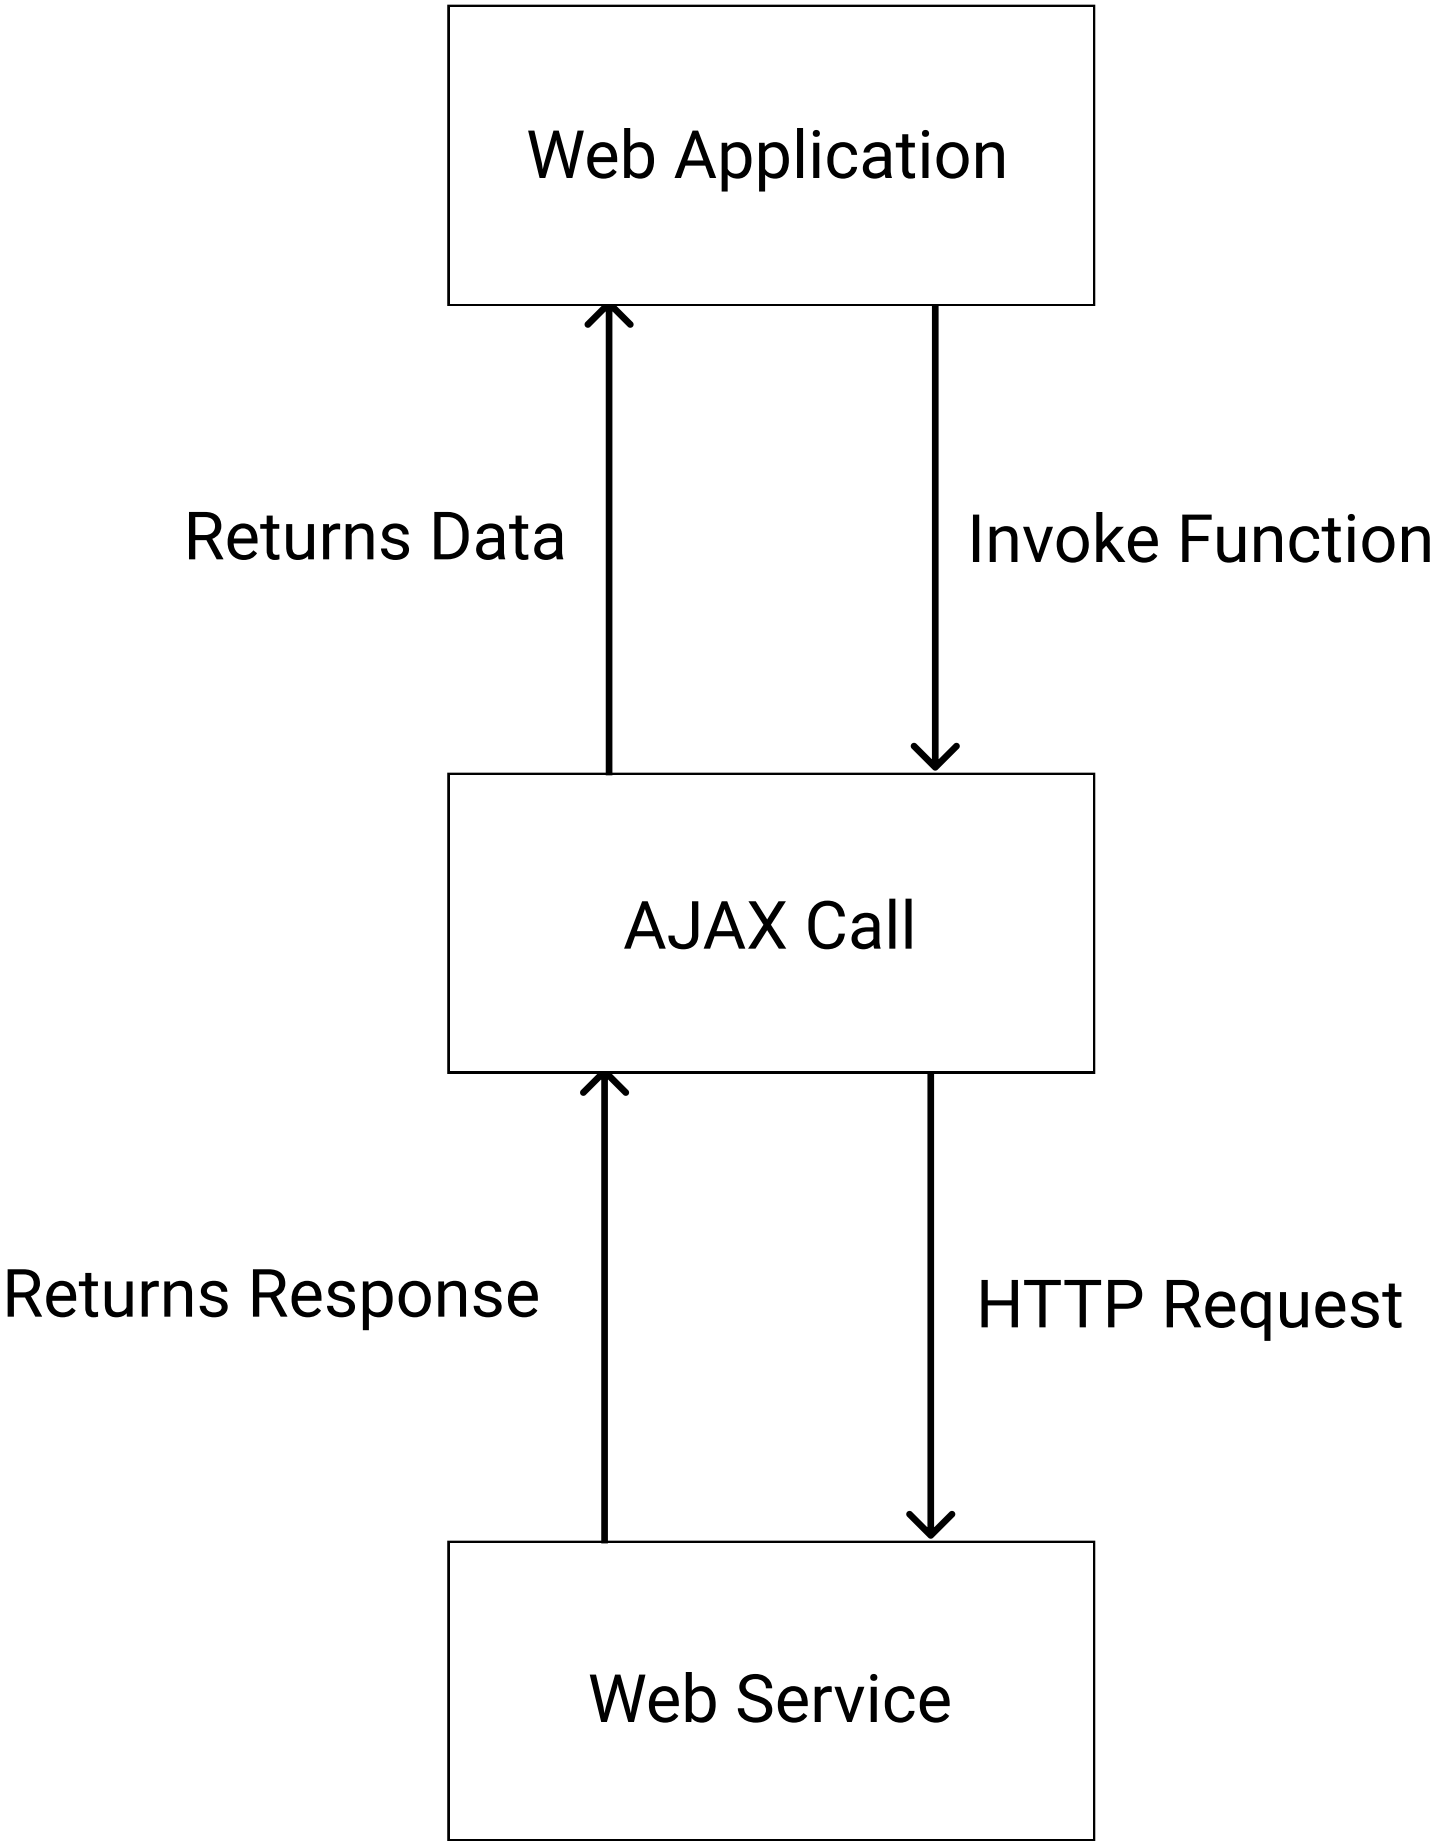 Web Application
Returns Data
Invoke Function
AJAX Call
Returns Response
HTTP Request
Web Service